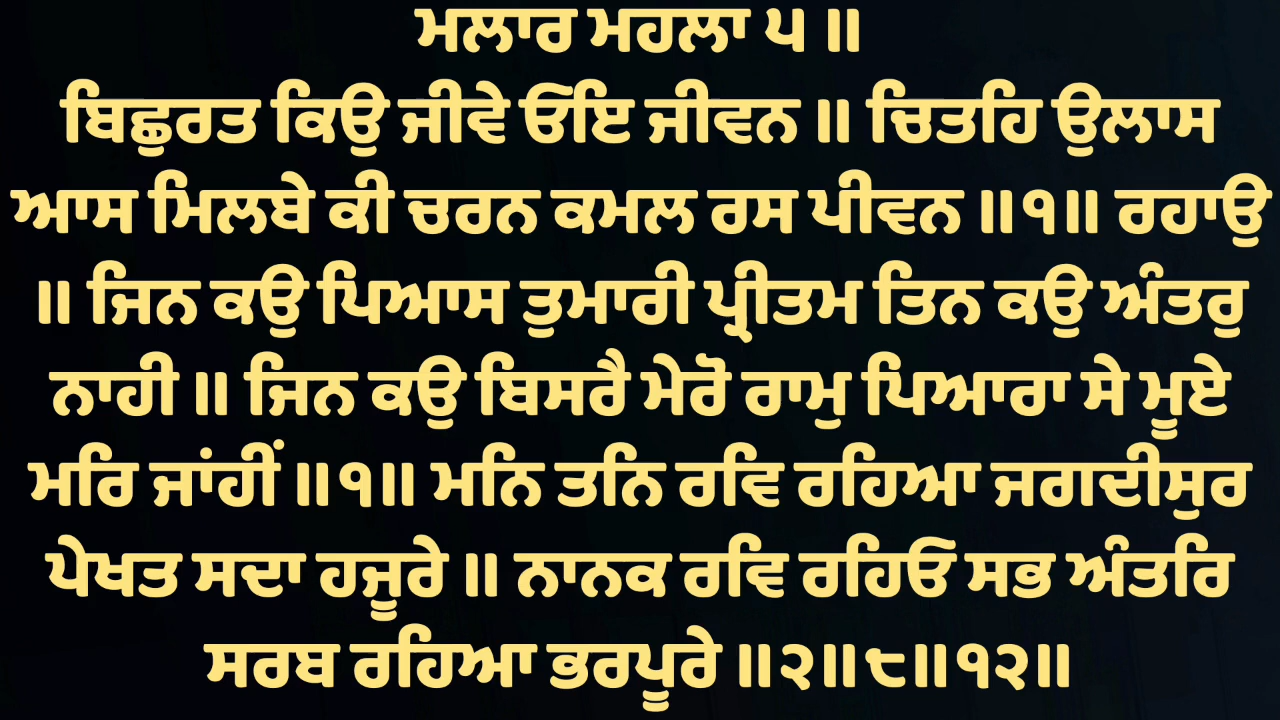 ਮਲਾਰ ਮਹਲਾ ੫ ॥
ਬਿਛੁਰਤ ਕਿਉ ਜੀਵੇ ਓਇ ਜੀਵਨ ॥ ਚਿਤਹਿ ਉਲਾਸ
ਆਸ ਮਿਲਬੇ ਕੀ ਚਰਨ ਕਮਲ ਰਸ ਪੀਵਨ ॥੧॥ ਰਹਾਉ
॥ ਜਿਨ ਕਉ ਪਿਆਸ ਤੁਮਾਰੀ ਪ੍ਰੀਤਮ ਤਿਨ ਕਉ ਅੰਤਰੁ
ਨਾਹੀ ॥ ਜਿਨ ਕਉ ਬਿਸਰੈ ਮੇਰੋ ਰਾਮੁ ਪਿਆਰਾ ਸੇ ਮੂਏ
ਮਰਿ ਜਾਂਹੀਂ ॥੧॥ ਮਨਿ ਤਨਿ ਰਵਿ ਰਹਿਆ ਜਗਦੀਸੁਰ
ਪੇਖਤ ਸਦਾ ਹਜੂਰੇ ॥ ਨਾਨਕ ਰਵਿ ਰਹਿਓ ਸਭ ਅੰਤਰਿ
ਸਰਬ ਰਹਿਆ ਭਰਪੂਰੇ ॥੨॥੮॥੧੨॥